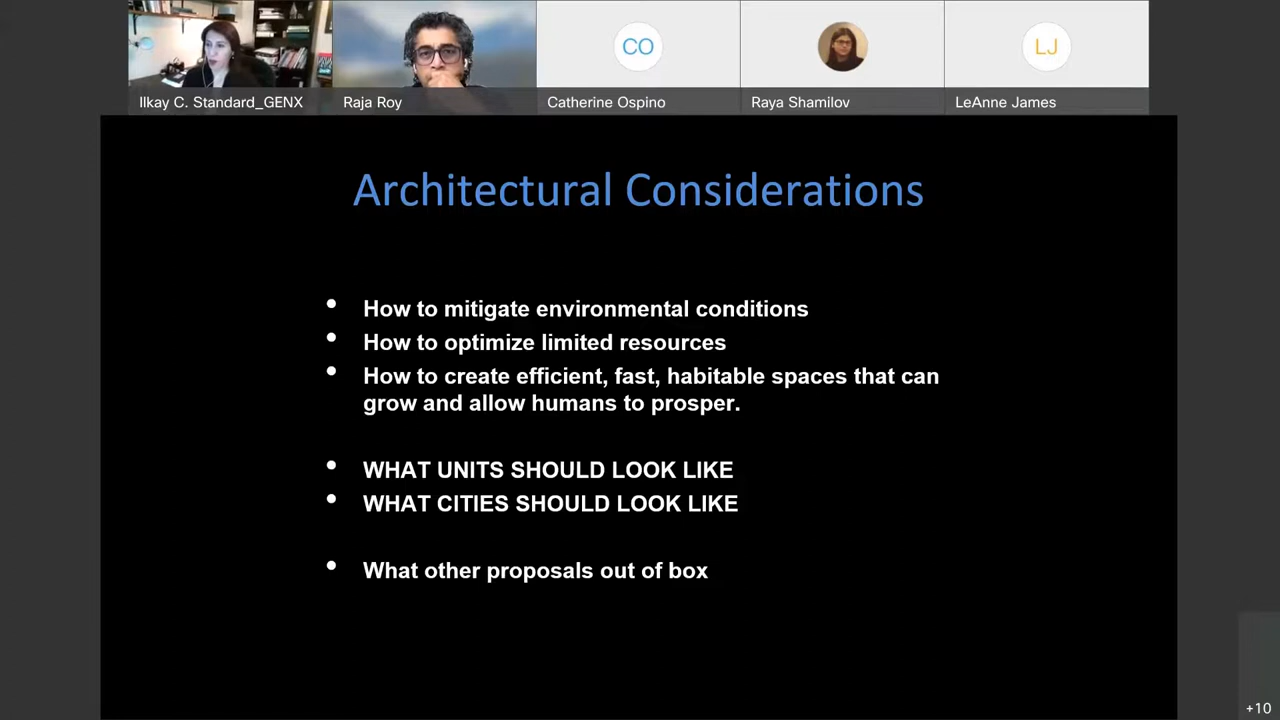 CO
LJ
Ilkay C. Standard_GENX
Raja Roy
Catherine Ospino
Raya Shamilov
LeAnne James
Architectural Considerations
• How to mitigate environmental conditions
• How to optimize limited resources
• How to create efficient, fast, habitable spaces that can
grow and allow humans to prosper.
• WHAT UNITS SHOULD LOOK LIKE
• WHAT CITIES SHOULD LOOK LIKE
• What other proposals out of box
+10